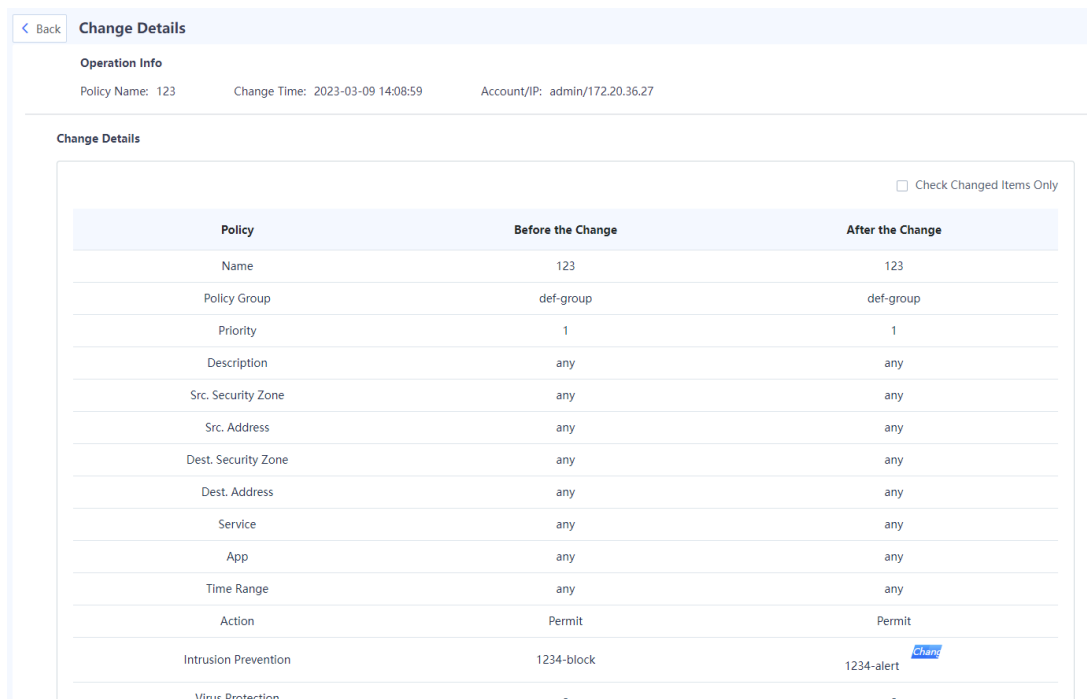 Back Change Details
Operation Info
Policy Name: 123 Change Time: 2023-03-09 14:08:59 Account/IP: admin/172.20.36.27
Change Details
Check Changed Items Only
Policy Before the Change After the Change
Name 123 123
Policy Group def-group def-group
Priority 1 1
Description any any
Src. Security Zone any any
Src. Address any any
Dest. Security Zone any any
Dest. Address any any
Service any any
App any any
Time Range any any
Action Permit Permit
Intrusion Prevention 1234-block 1234-alert Chang
Virus Protection